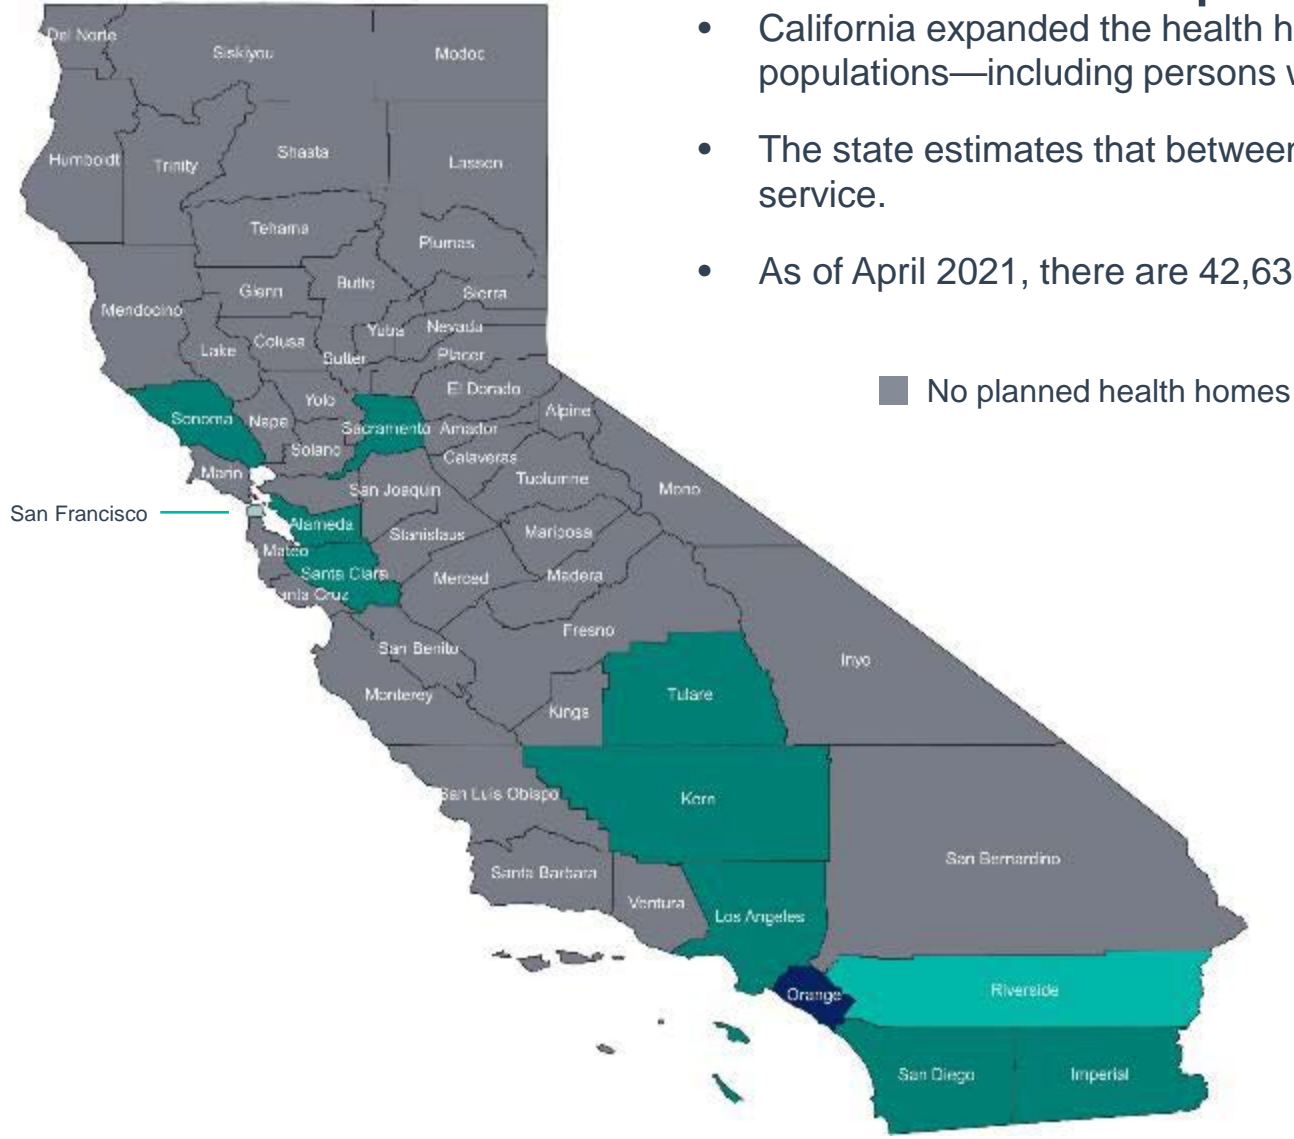 California expanded the health h
populations—including persons w
The state estimates that between
service.
As of April 2021, there are 42,63
No planned health homes
Del Norte
Siskiyou
Modoc
Humboldt
Trinity
Shasta
Lassen
Tehama
Plumas
Mendocino
Glenn
Butte
Sierra
Lake
Colusa
Sutter
Yuba
Nevada
Placer
El Dorado
Sonoma
Napa
Yolo
Sacramento
Amador
Alpine
Solano
Calaveras
Marin
San Joaquin
Tuolumne
Mono
San Francisco
Alameda
Stanislaus
Mariposa
Mateo
Santa Clara
Merced
Madera
anta Cruz
San Benito
Fresno
Inyo
Monterey
Kings
Tulare
San Luis Obispo
Kern
Santa Barbara
Ventura
Los Angeles
San Bernardino
Orange
Riverside
San Diego
Imperial